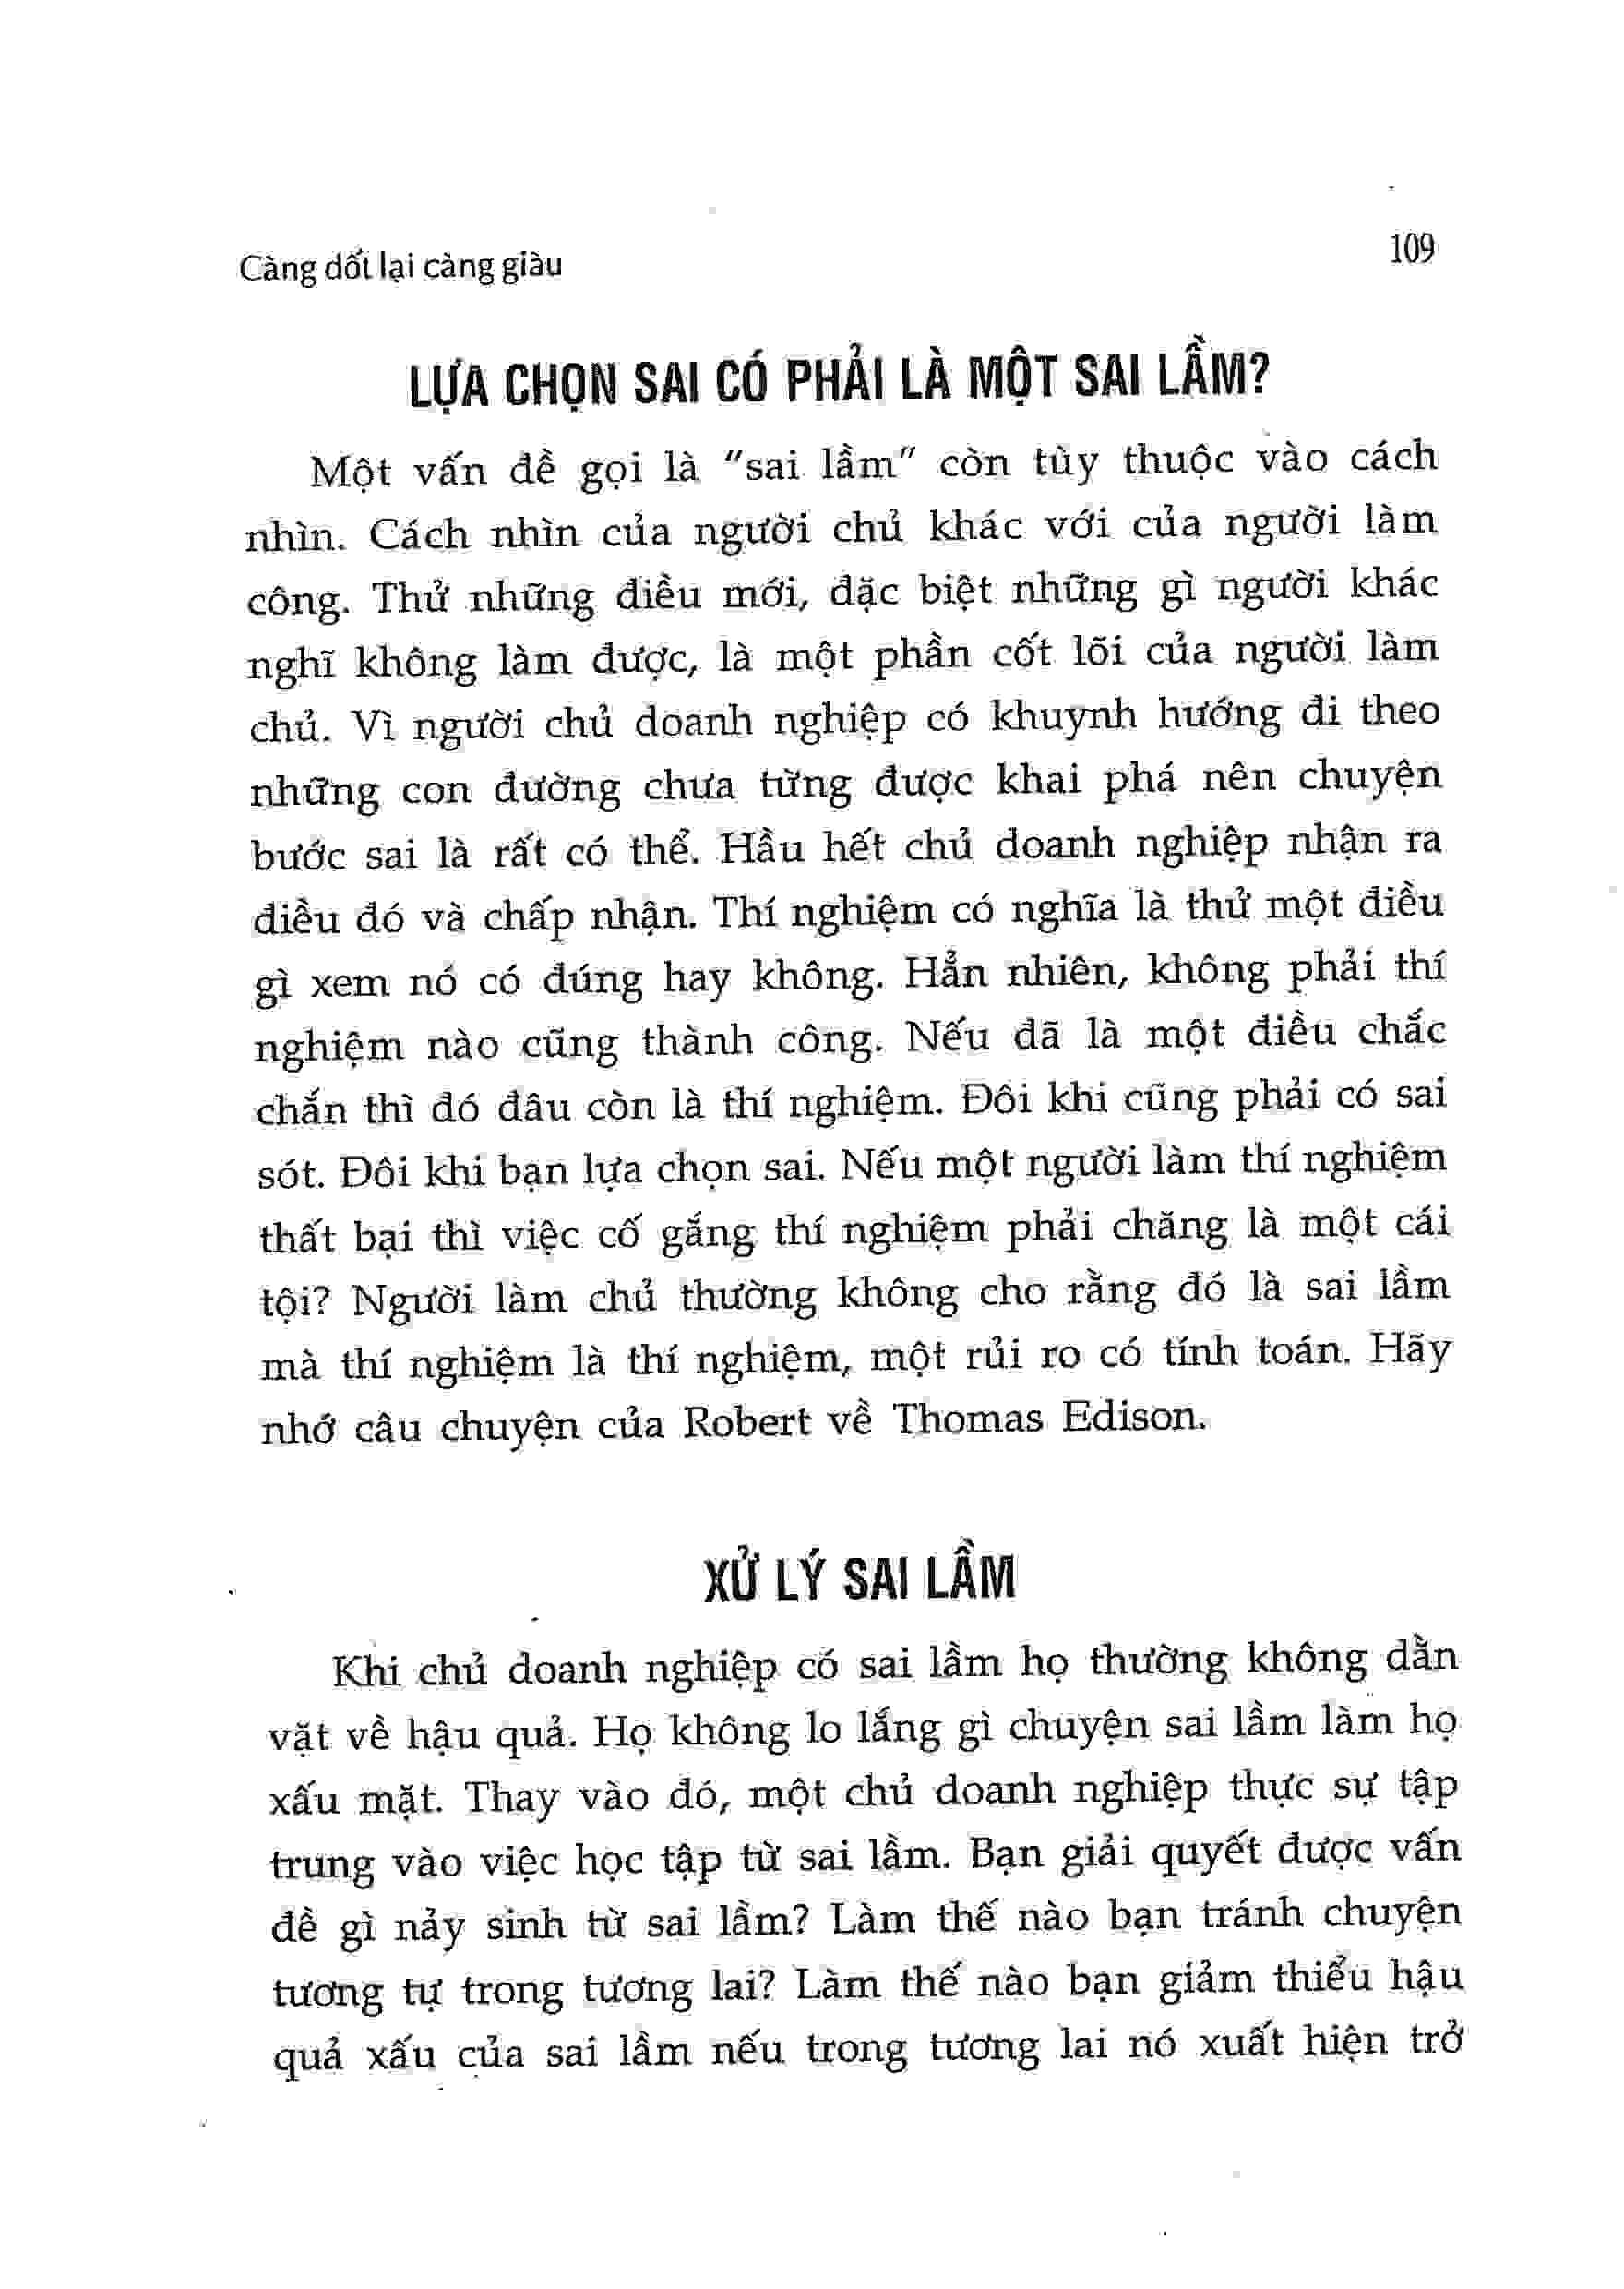 Càng dốt lại càng giàu
109
LỰA CHỌN SAI CÓ PHẢI LÀ MỘT SAI LẦM?
Một vấn đề gọi là "sai lầm" còn tùy thuộc vào cách
nhìn. Cách nhìn của người chủ khác với của người làm
công. Thử những điều mới, đặc biệt những gì người khác
nghĩ không làm được, là một phần cốt lõi của người làm
chủ. Vì người chủ doanh nghiệp có khuynh hướng đi theo
những con đường chưa từng được khai phá nên chuyện
bước sai là rất có thể. Hầu hết chủ doanh nghiệp nhận ra
điều đó và chấp nhận. Thí nghiệm có nghĩa là thử một điều
gì xem nó có đúng hay không. Hẳn nhiên, không phải thí
nghiệm nào cũng thành công. Nếu đã là một điều chắc
chắn thì đó đâu còn là thí nghiệm. Đôi khi cũng phải có sai
sót. Đôi khi bạn lựa chọn sai. Nếu một người làm thí nghiệm
thất bại thì việc cố gắng thí nghiệm phải chăng là một cái
tội? Người làm chủ thường không cho rằng đó là sai lầm
mà thí nghiệm là thí nghiệm, một rủi ro có tính toán. Hãy
nhớ câu chuyện của Robert về Thomas Edison.
XỬ LÝ SAI LẦM
Khi chủ doanh nghiệp có sai lầm họ thường không dằn
vặt về hậu quả. Họ không lo lắng gì chuyện sai lầm làm họ
xấu mặt. Thay vào đó, một chủ doanh nghiệp thực sự tập
trung vào việc học tập từ sai lầm. Bạn giải quyết được vấn
đề gì nảy sinh từ sai lầm? Làm thế nào bạn tránh chuyện
tương tự trong tương lai? Làm thế nào bạn giảm thiểu hậu
quả xấu của sai lầm nếu trong tương lai nó xuất hiện trở